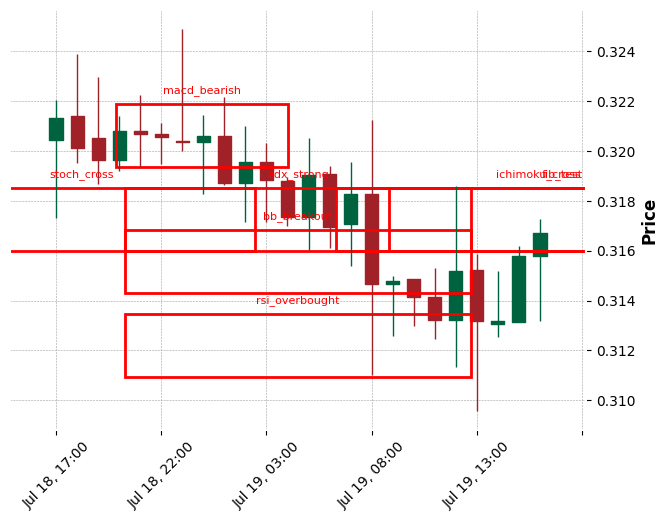 0.324
macd_bearish
0.322
0.320
stoch_cross
adx_strong
ichimoku_cross
fib_test
0.318
bb_breakout
Price
0.316
rsi_overbought
0.314
0.312
0.310
Jul 18, 17:00
Jul 18, 22:00
Jul 19, 03:00
Jul 19, 08:00
Jul 19, 13:00